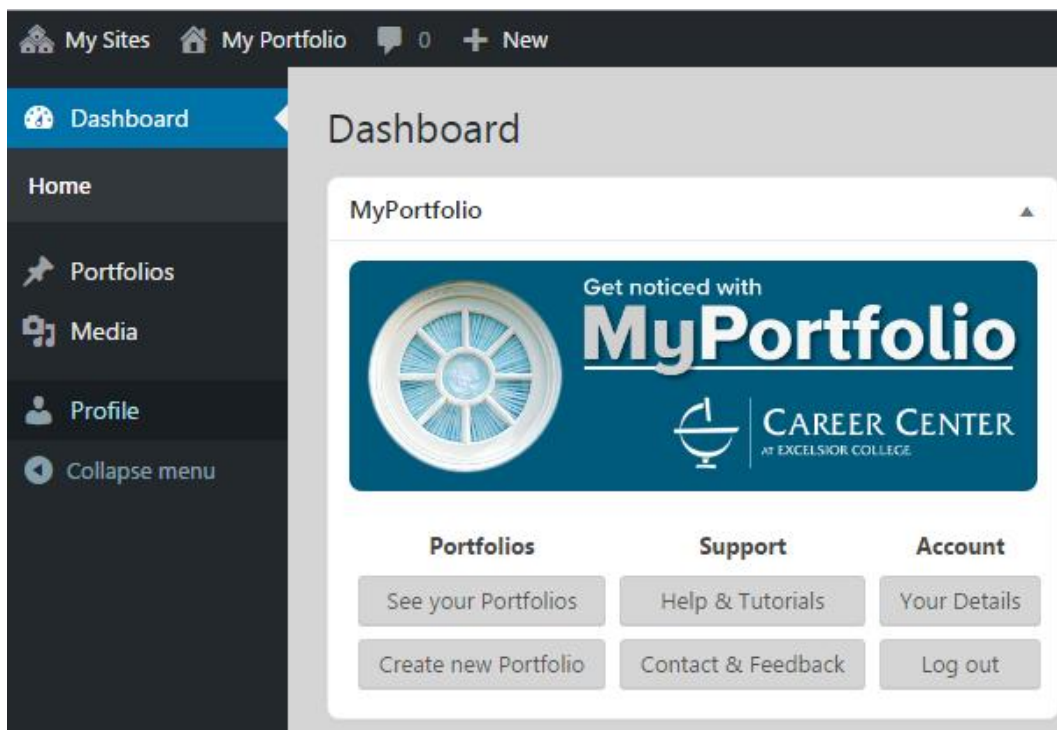 My Sites My Portfolio 0 + New
Dashboard
Home
Portfolios
Media
Profile
Collapse menu
Dashboard
MyPortfolio
Get noticed with
MyPortfolio
CAREER CENTER
AT EXCELSIOR COLLEGE
Portfolios Support Account
See your Portfolios Help & Tutorials Your Details
Create new Portfolio Contact & Feedback Log out